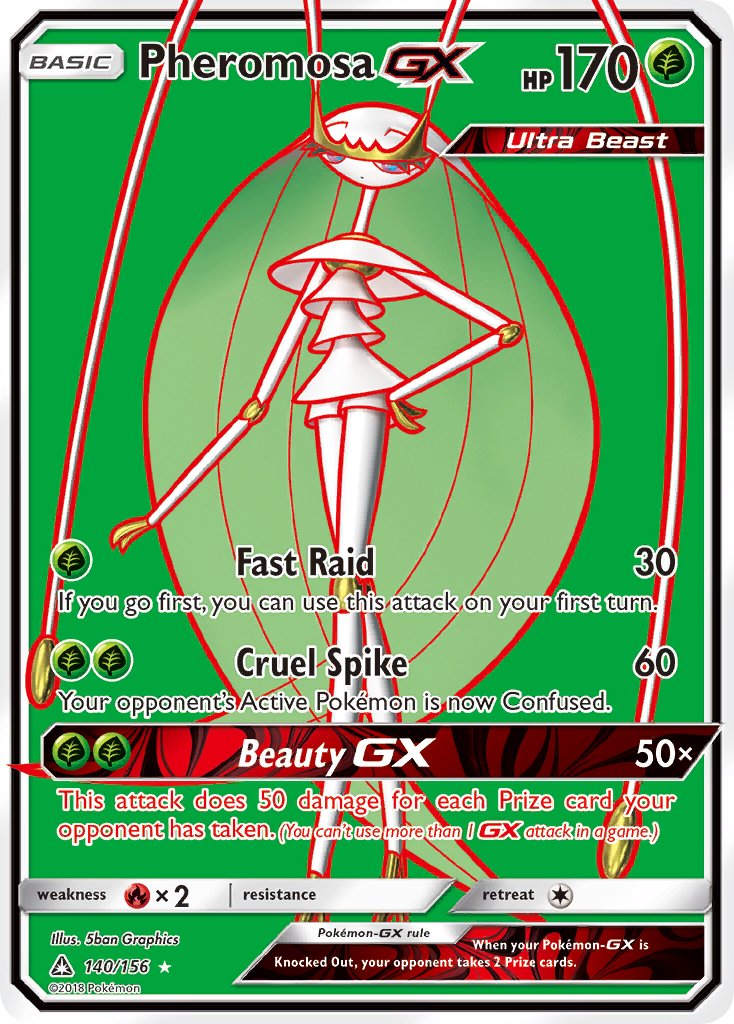 BASIC Pheromosa GX HP 170
Ultra Beast
Fast Raid 30
If you go first, you can use this attack on your first turn.
Cruel Spike 60
Your opponent's Active Pokémon is now Confused.
Beauty GX 50×
This attack does 50 damage for each Prize card your
opponent has taken. (You can't use more than 1 GX attack in a game.)
weakness ×2 resistance retreat
Illus. 5ban Graphics
140/156
©2018 Pokémon
Pokémon-GX rule
When your Pokémon-GX is
Knocked Out, your opponent takes 2 Prize cards.